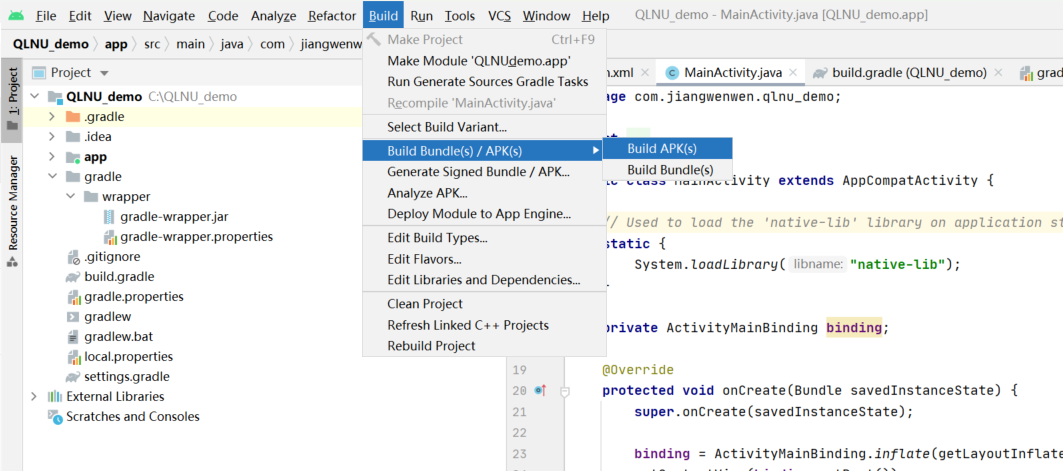 File Edit View Navigate Code Analyze Refactor Build Run Tools VCS Window Help QLNU_demo - MainActivity.java [QLNU_demo.app]
QLNU_demo app src main java com jiangwenw
1: Project
Resource Manager
Project
QLNU_demo C:\QLNU_demo
.gradle
.idea
app
gradle
wrapper
gradle-wrapper.jar
gradle-wrapper.properties
.gitignore
build.gradle
gradle.properties
gradlew
gradlew.bat
local.properties
settings.gradle
External Libraries
Scratches and Consoles
Make Project Ctrl+F9
Make Module 'QLNUdemo.app'
Run Generate Sources Gradle Tasks
Recompile 'MainActivity.java'
Select Build Variant...
Build Bundle(s) / APK(s)
Generate Signed Bundle / APK...
Analyze APK...
Deploy Module to App Engine...
Edit Build Types...
Edit Flavors...
Edit Libraries and Dependencies...
Clean Project
Refresh Linked C++ Projects
Rebuild Project
Build APK(s)
Build Bundle(s)
.xml MainActivity.java build.gradle (QLNU_demo) grad
age com.jiangwenwen.qlnu_demo;
ic class MainActivity extends AppCompatActivity {
// Used to load the 'native-lib' library on application st
static {
System.loadLibrary( libname: "native-lib");
private ActivityMainBinding binding;
19 @Override
20 protected void onCreate(Bundle savedInstanceState) {
21 super.onCreate(savedInstanceState);
22
23 binding = ActivityMainBinding.inflate(getLayoutInflate